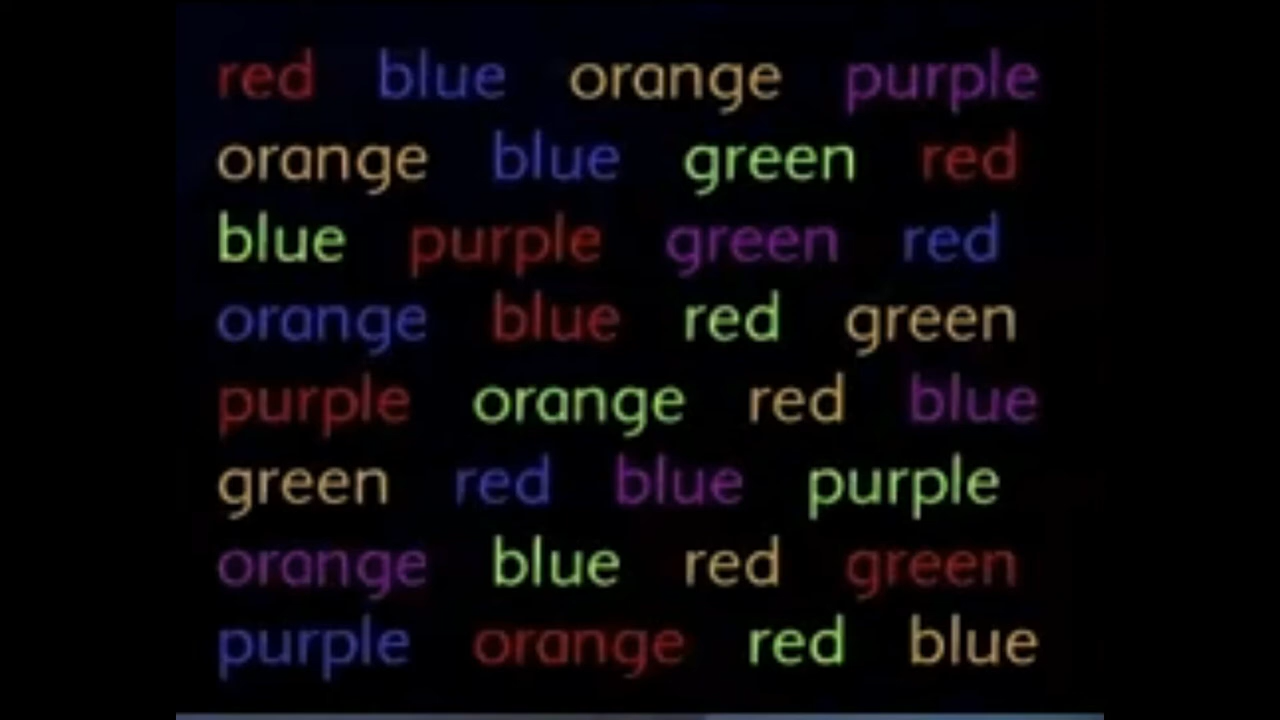 red blue orange purple
orange blue green red
blue purple green red
orange blue red green
purple orange red blue
green red blue purple
orange blue red green
purple orange red blue